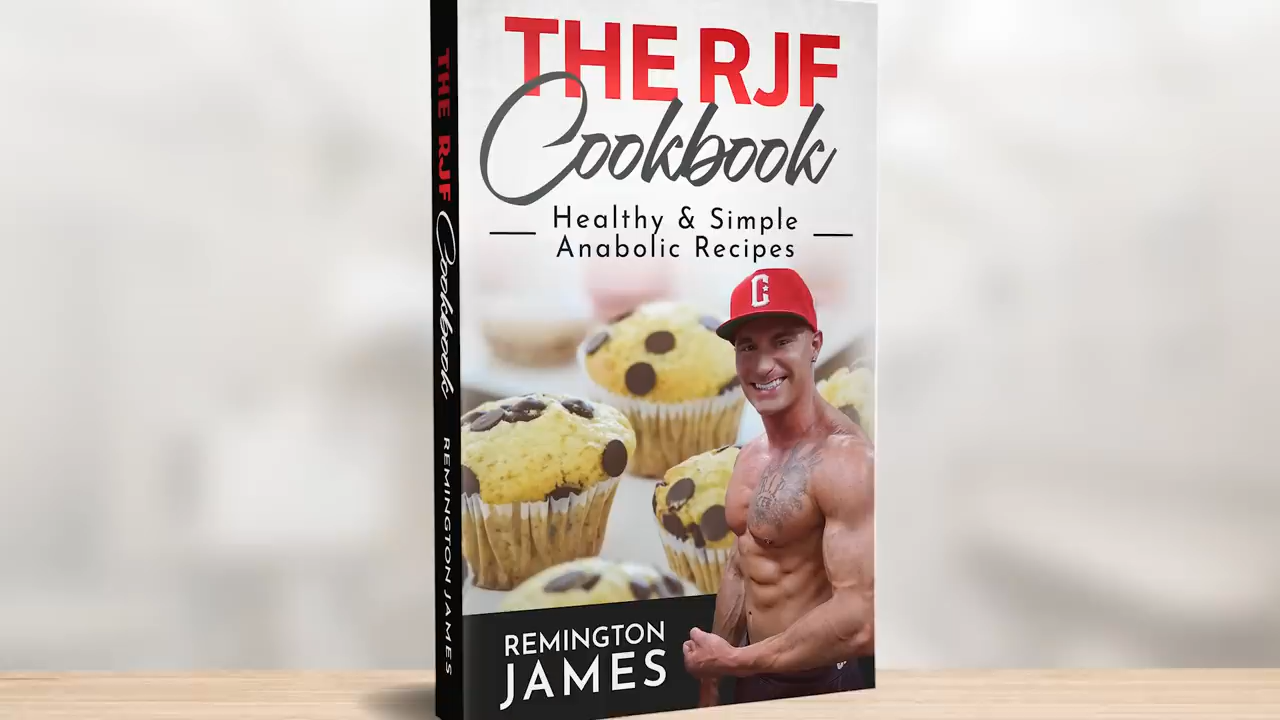 THE RJF
Cookbook
Healthy & Simple
Anabolic Recipes
C
REMINGTON
JAMES
THE RJF Cookbook REMINGTON JAMES